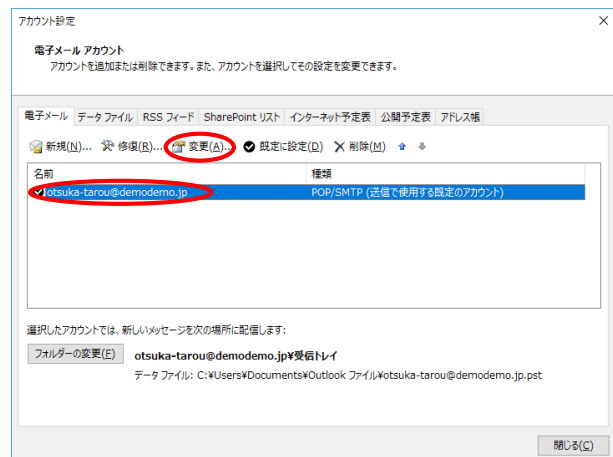 アカウント設定
電子メール アカウント
アカウントを追加または削除できます。また、アカウントを選択してその設定を変更できます。
電子メール データ ファイル RSS フィード SharePoint リスト インターネット予定表 公開予定表 アドレス帳
新規(N)... 修復(R)... 変更(A)... 既定に設定(D) 削除(M)
名前 種類
otsuka-tarou@demodemo.jp POP/SMTP (送信で使用する既定のアカウント)
選択したアカウントでは、新しいメッセージを次の場所に配信します:
フォルダーの変更(F) otsuka-tarou@demodemo.jp¥受信トレイ
データ ファイル: C:¥Users¥Documents¥Outlook ファイル¥otsuka-tarou@demodemo.jp.pst
閉じる(C)